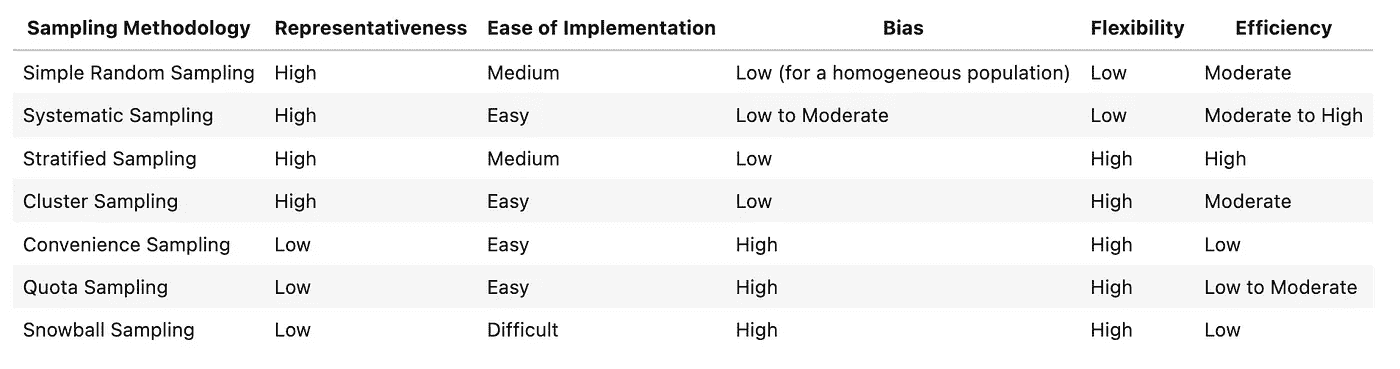 Sampling Methodology Representativeness Ease of Implementation Bias Flexibility Efficiency
Simple Random Sampling High Medium Low (for a homogeneous population) Low Moderate
Systematic Sampling High Easy Low to Moderate Low Moderate to High
Stratified Sampling High Medium Low High High
Cluster Sampling High Easy Low High Moderate
Convenience Sampling Low Easy High High Low
Quota Sampling Low Easy High High Low to Moderate
Snowball Sampling Low Difficult High High Low